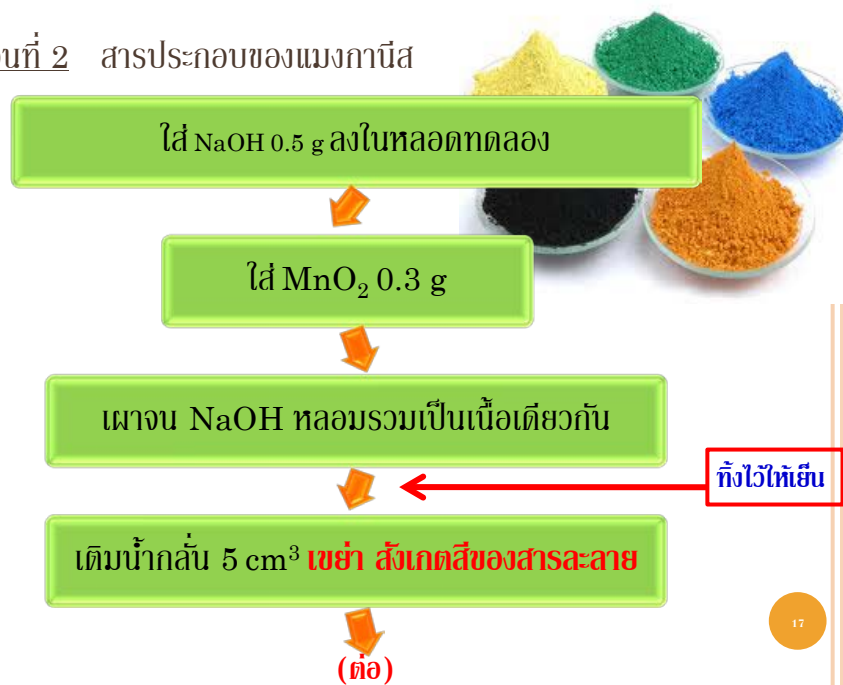 นที่ 2 สารประกอบของแมงกานีส
ใส่ NaOH 0.5 g ลงในหลอดทดลอง
ใส่ MnO₂ 0.3 g
เผาจน NaOH หลอมรวมเป็นเนื้อเดียวกัน
ทิ้งไว้ให้เย็น
เติมน้ำกลั่น 5 cm³ เขย่า สังเกตสีของสารละลาย
17
(ต่อ)